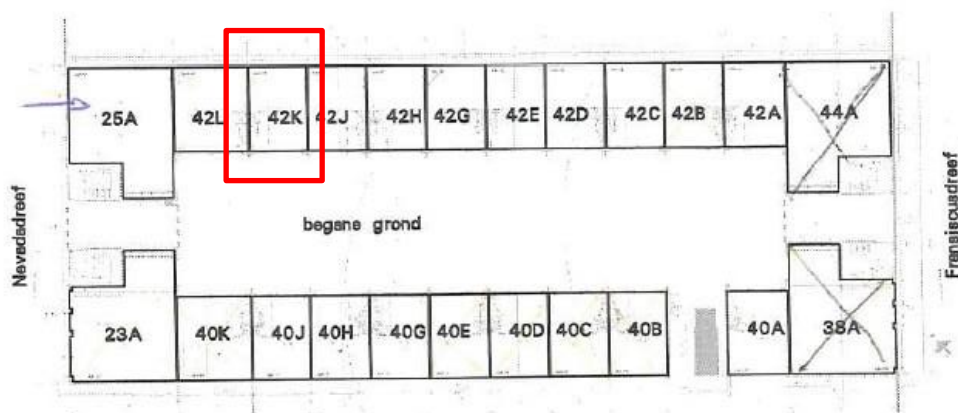 25A 42L 42K 42J 42H 42G 42E 42D 42C 42B 42A 44A
Nevadadreef
begane grond
Fransiscusdreef
23A 40K 40J 40H 40G 40E 40D 40C 40B 40A 38A